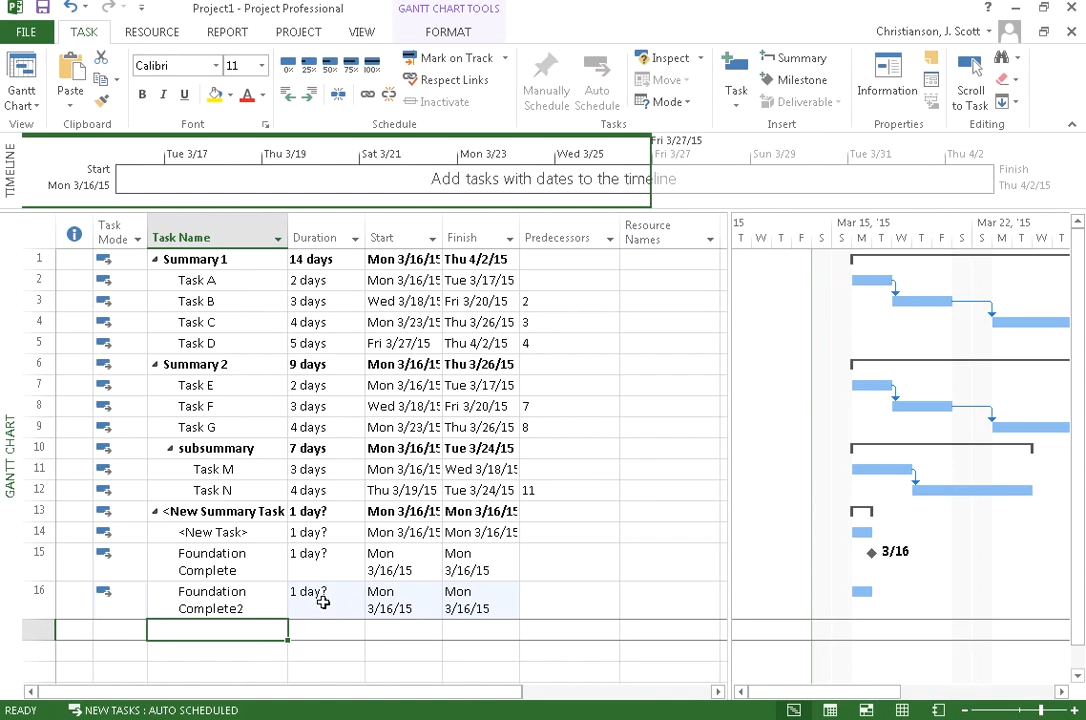 Project1 - Project Professional
GANTT CHART TOOLS
?
FILE TASK RESOURCE REPORT PROJECT VIEW FORMAT
Christianson, J. Scott
Gantt Chart
View
Paste
Clipboard
Calibri 11
B I U A
Font
0% 25% 50% 75% 100%
Mark on Track
Respect Links
Inactivate
Schedule
Manually Schedule
Auto Schedule
Inspect
Move
Mode
Tasks
Task
Summary
Milestone
Deliverable
Insert
Information
Properties
Scroll to Task
Editing
TIMELINE
Fri 3/27/15
Tue 3/17 Thu 3/19 Sat 3/21 Mon 3/23 Wed 3/25 Fri 3/27 Sun 3/29 Tue 3/31 Thu 4/2
Start
Mon 3/16/15
Add tasks with dates to the timeline
Finish
Thu 4/2/15
GANTT CHART
Task Mode Task Name Duration Start Finish Predecessors Resource Names
15 Mar 15, '15 Mar 22, '15
T W T F S S M T W T F S S M T W T
1 Summary 1 14 days Mon 3/16/15 Thu 4/2/15
2 Task A 2 days Mon 3/16/15 Tue 3/17/15
3 Task B 3 days Wed 3/18/15 Fri 3/20/15 2
4 Task C 4 days Mon 3/23/15 Thu 3/26/15 3
5 Task D 5 days Fri 3/27/15 Thu 4/2/15 4
6 Summary 2 9 days Mon 3/16/15 Thu 3/26/15
7 Task E 2 days Mon 3/16/15 Tue 3/17/15
8 Task F 3 days Wed 3/18/15 Fri 3/20/15 7
9 Task G 4 days Mon 3/23/15 Thu 3/26/15 8
10 subsummary 7 days Mon 3/16/15 Tue 3/24/15
11 Task M 3 days Mon 3/16/15 Wed 3/18/15
12 Task N 4 days Thu 3/19/15 Tue 3/24/15 11
13 <New Summary Task 1 day? Mon 3/16/15 Mon 3/16/15
14 <New Task> 1 day? Mon 3/16/15 Mon 3/16/15
15 Foundation Complete 1 day? Mon 3/16/15 Mon 3/16/15
3/16
16 Foundation Complete2 1 day? Mon 3/16/15 Mon 3/16/15
READY NEW TASKS : AUTO SCHEDULED